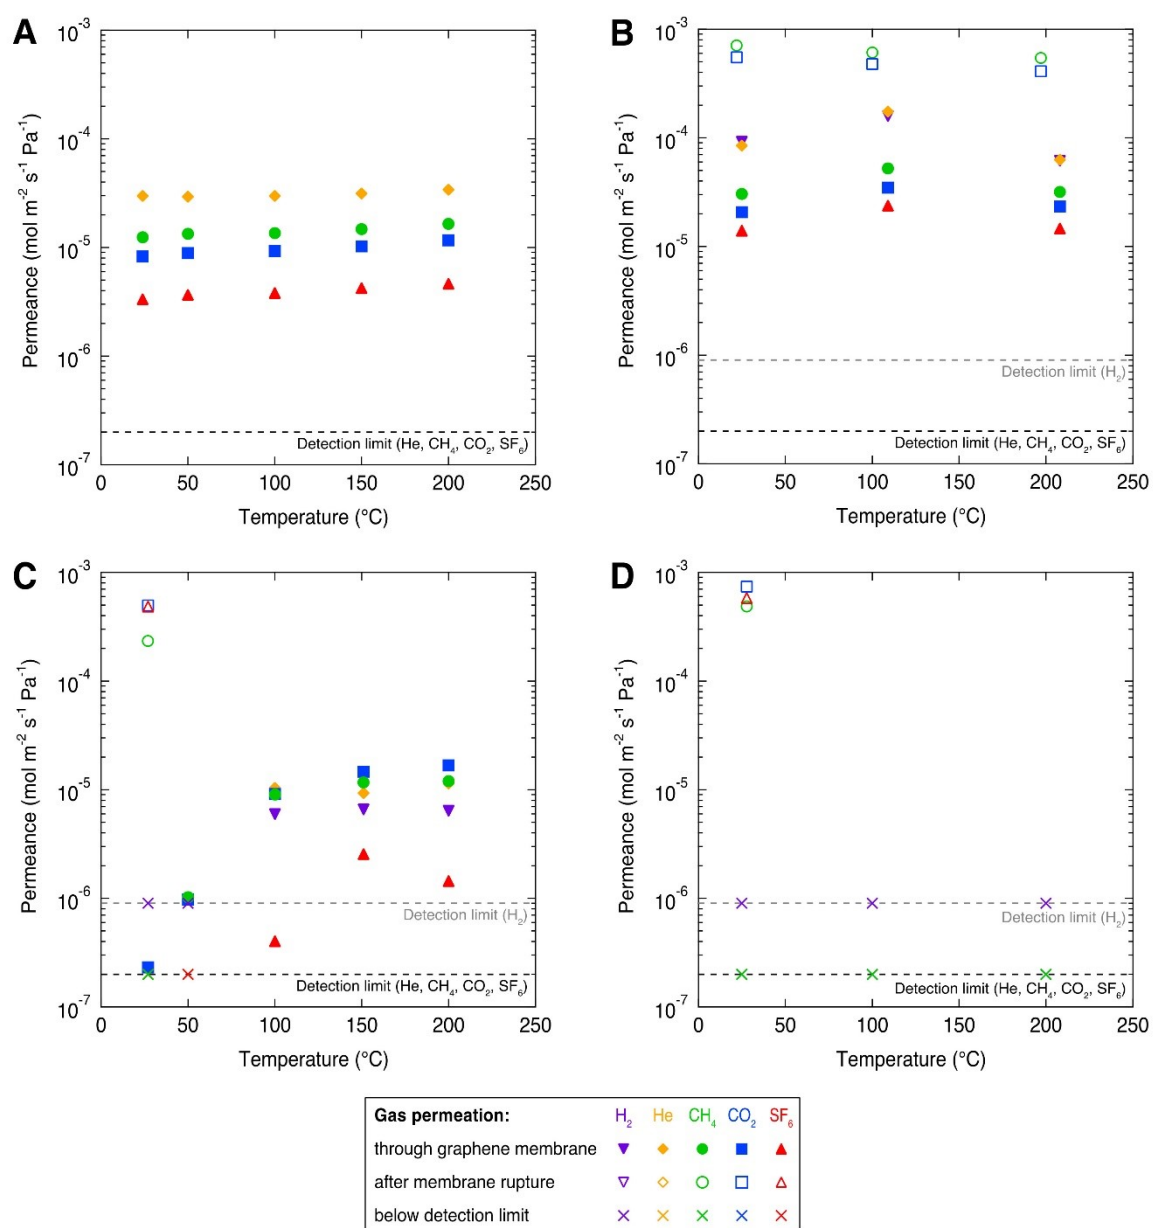 A
10⁻³
10⁻⁴
10⁻⁵
10⁻⁶
10⁻⁷
Permeance (mol m⁻² s⁻¹ Pa⁻¹)
Detection limit (He, CH₄, CO₂, SF₆)
0 50 100 150 200 250
Temperature (°C)
B
10⁻³
10⁻⁴
10⁻⁵
10⁻⁶
10⁻⁷
Permeance (mol m⁻² s⁻¹ Pa⁻¹)
Detection limit (H₂)
Detection limit (He, CH₄, CO₂, SF₆)
0 50 100 150 200 250
Temperature (°C)
C
10⁻³
10⁻⁴
10⁻⁵
10⁻⁶
10⁻⁷
Permeance (mol m⁻² s⁻¹ Pa⁻¹)
Detection limit (H₂)
Detection limit (He, CH₄, CO₂, SF₆)
0 50 100 150 200 250
Temperature (°C)
D
10⁻³
10⁻⁴
10⁻⁵
10⁻⁶
10⁻⁷
Permeance (mol m⁻² s⁻¹ Pa⁻¹)
Detection limit (H₂)
Detection limit (He, CH₄, CO₂, SF₆)
0 50 100 150 200 250
Temperature (°C)
Gas permeation: H₂ He CH₄ CO₂ SF₆
through graphene membrane
after membrane rupture
below detection limit